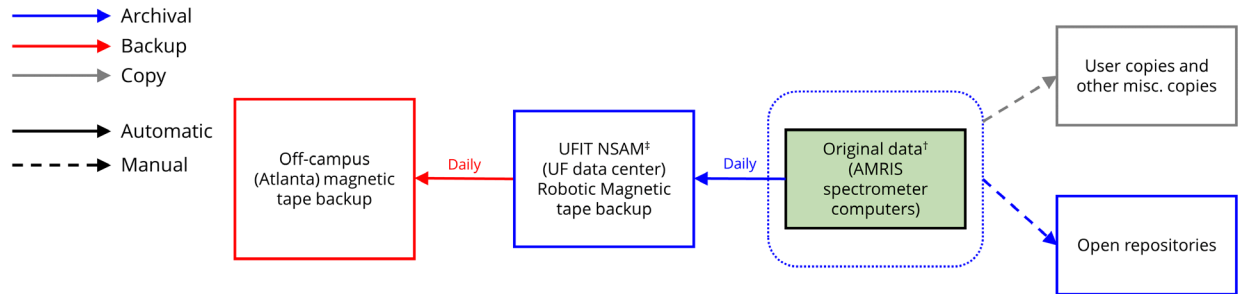 Archival
Backup
Copy
Automatic
Manual
Off-campus
(Atlanta) magnetic
tape backup
Daily
UFIT NSAM‡
(UF data center)
Robotic Magnetic
tape backup
Daily
Original data†
(AMRIS
spectrometer
computers)
User copies and
other misc. copies
Open repositories